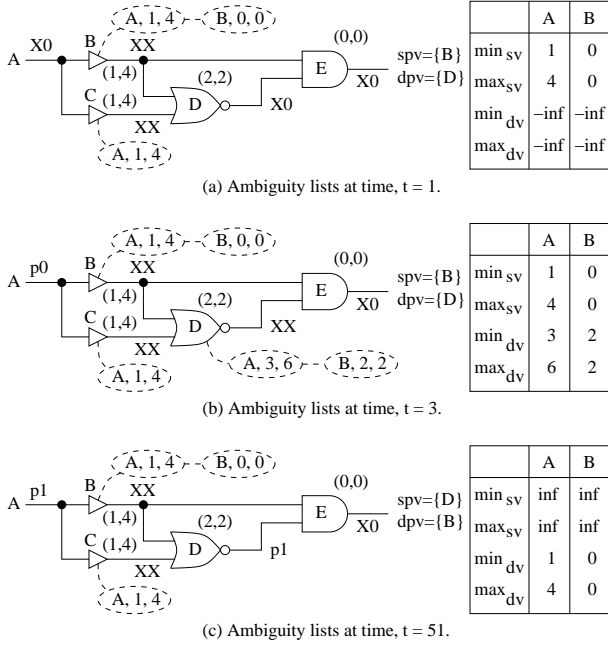 A, 1, 4 B, 0, 0
A X0 B XX (0,0)
(1,4) E spv={B}
C (1,4) (2,2) X0 dpv={D}
D X0
XX
A, 1, 4
A B
min sv 1 0
max sv 4 0
min dv −inf −inf
max dv −inf −inf
(a) Ambiguity lists at time, t = 1.
A, 1, 4 B, 0, 0
A p0 B XX (0,0)
(1,4) E spv={B}
C (1,4) (2,2) X0 dpv={D}
D XX
XX
A, 1, 4 A, 3, 6 B, 2, 2
A B
min sv 1 0
max sv 4 0
min dv 3 2
max dv 6 2
(b) Ambiguity lists at time, t = 3.
A, 1, 4 B, 0, 0
A p1 B XX (0,0)
(1,4) E spv={D}
C (1,4) (2,2) X0 dpv={B}
D p1
XX
A, 1, 4
A B
min sv inf inf
max sv inf inf
min dv 1 0
max dv 4 0
(c) Ambiguity lists at time, t = 51.